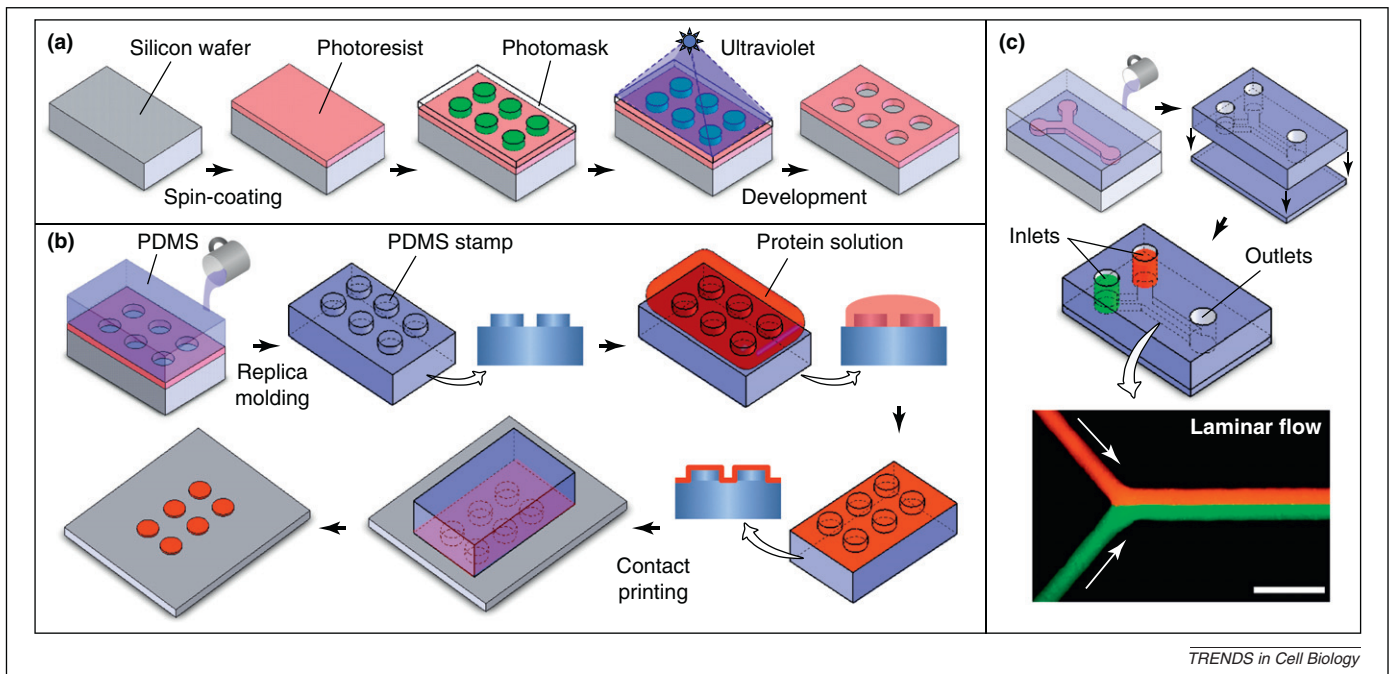 (a)
Silicon wafer
Photoresist
Photomask
Ultraviolet
Spin-coating
Development
(b)
PDMS
PDMS stamp
Protein solution
Replica
molding
Contact
printing
(c)
Inlets
Outlets
Laminar flow
TRENDS in Cell Biology